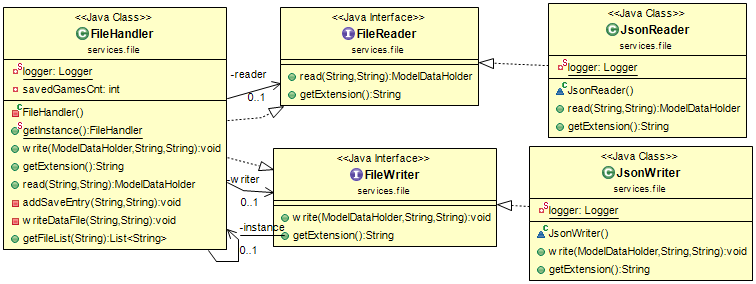 <<Java Class>>
FileHandler
services.file
logger: Logger
savedGamesCnt: int
FileHandler()
getInstance():FileHandler
write(ModelDataHolder,String,String):void
getExtension():String
read(String,String):ModelDataHolder
addSaveEntry(String,String):void
writeDataFile(String,String):void
getFileList(String):List<String>
-reader
0..1
-writer
0..1
-instance
0..1
<<Java Interface>>
FileReader
services.file
read(String,String):ModelDataHolder
getExtension():String
<<Java Interface>>
FileWriter
services.file
write(ModelDataHolder,String,String):void
getExtension():String
<<Java Class>>
JsonReader
services.file
logger: Logger
JsonReader()
read(String,String):ModelDataHolder
getExtension():String
<<Java Class>>
JsonWriter
services.file
logger: Logger
JsonWriter()
write(ModelDataHolder,String,String):void
getExtension():String